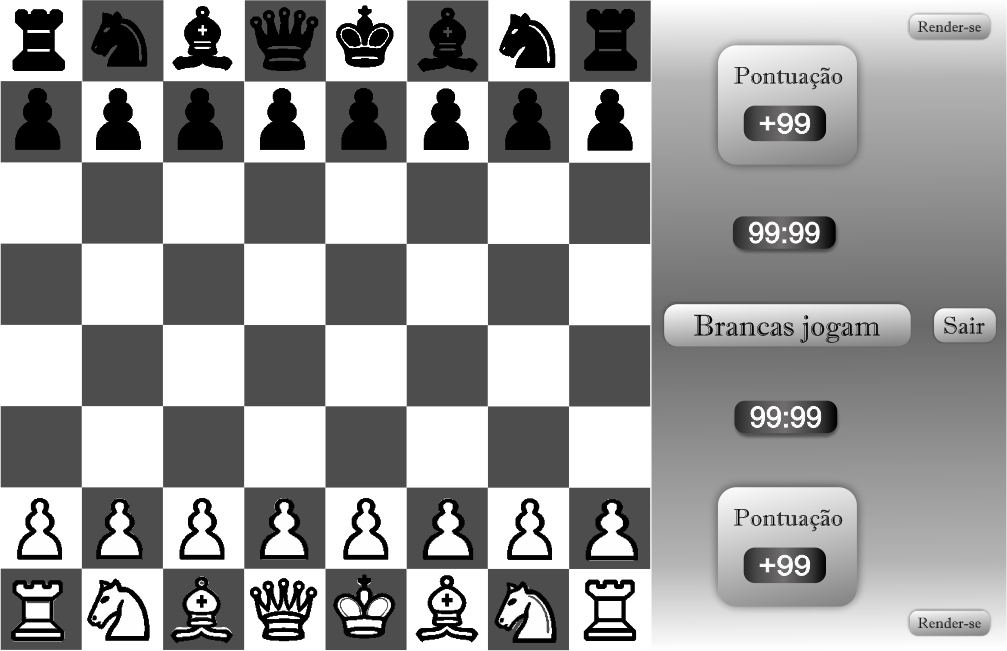 Render-se
Pontuação
+99
99:99
Brancas jogam
Sair
99:99
Pontuação
+99
Render-se